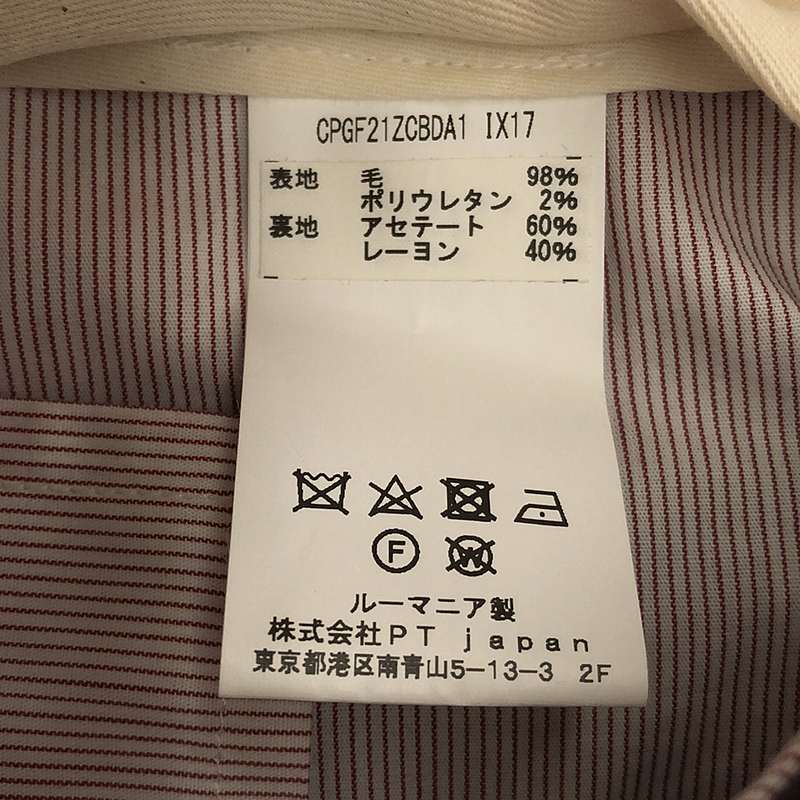 CPGF21ZCBDA1 IX17
表地 毛 98%
ポリウレタン 2%
裏地 アセテート 60%
レーヨン 40%
F W
ルーマニア製
株式会社PT japan
東京都港区南青山5-13-3 2F